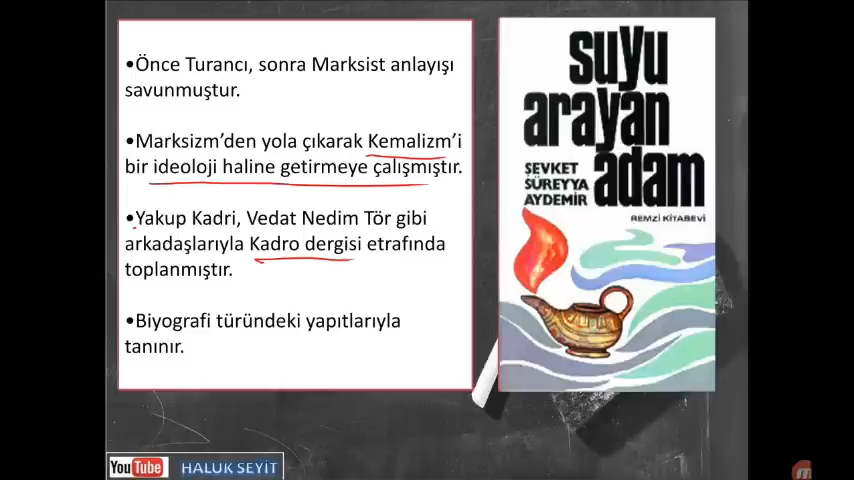 •Önce Turancı, sonra Marksist anlayışı
savunmuştur.
•Marksizm’den yola çıkarak Kemalizm’i
bir ideoloji haline getirmeye çalışmıştır.
•Yakup Kadri, Vedat Nedim Tör gibi
arkadaşlarıyla Kadro dergisi etrafında
toplanmıştır.
•Biyografi türündeki yapıtlarıyla
tanınır.
suyu
arayan
adam
ŞEVKET
SÜREYYA
AYDEMİR
REMZİ KİTABEVİ
YouTube
HALUK SEYİT